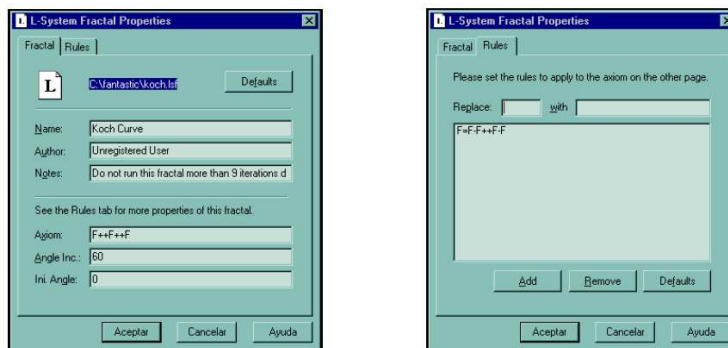 L-System Fractal Properties
Fractal
Rules
L
C:\fantastic\koch.lsf
Defaults
Name: Koch Curve
Author: Unregistered User
Notes: Do not run this fractal more than 9 iterations d
See the Rules tab for more properties of this fractal.
Axiom: F++F++F
Angle Inc.: 60
Ini. Angle: 0
Aceptar
Cancelar
Ayuda
L-System Fractal Properties
Fractal
Rules
Please set the rules to apply to the axiom on the other page.
Replace:
with
F=F-F++F-F
Add
Remove
Defaults
Aceptar
Cancelar
Ayuda